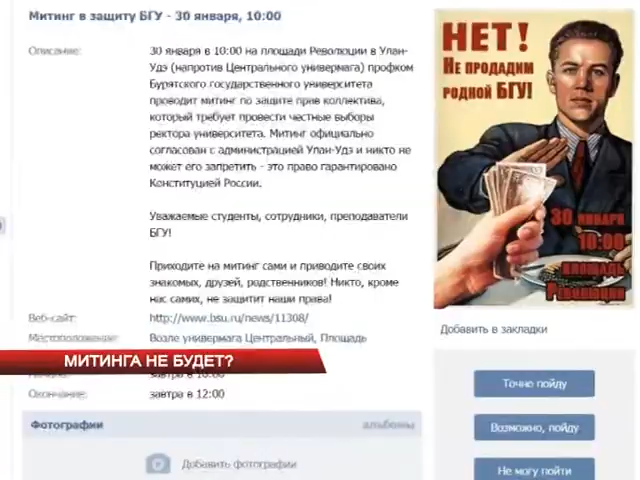 Митинг в защиту БГУ - 30 января, 10:00
Описание:
30 января в 10:00 на площади Революции в Улан-
Удэ (напротив Центрального универмага) профком
Бурятского государственного университета
проводит митинг по защите прав коллектива,
который требует провести честные выборы
ректора университета. Митинг официально
согласован с администрацией Улан-Удэ и никто не
может его запретить - это право гарантировано
Конституцией России.
Уважаемые студенты, сотрудники, преподаватели
БГУ!
Приходите на митинг сами и приводите своих
знакомых, друзей, родственников! Никто, кроме
нас самих, не защитит наши права!
Веб-сайт: http://www.bsu.ru/news/11308/
Местоположение: Возле универмага Центральный, Площадь
МИТИНГА НЕ БУДЕТ?
Начало: завтра в 10:00
Окончание: завтра в 12:00
Фотографии альбомы
Добавить фотографии
НЕТ!
Не продадим
родной БГУ!
30 января
10:00
площадь
Революции
Добавить в закладки
Точно пойду
Возможно, пойду
Не могу пойти